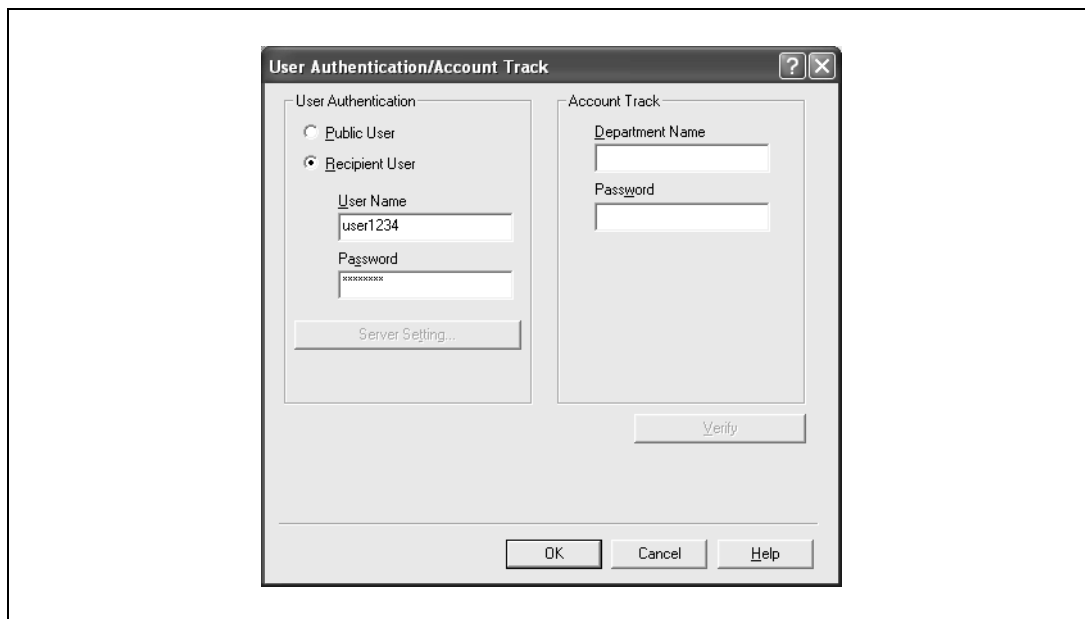 User Authentication/Account Track
User Authentication
Public User
Recipient User
User Name
user1234
Password
********
Server Setting...
Account Track
Department Name
Password
Verify
OK
Cancel
Help